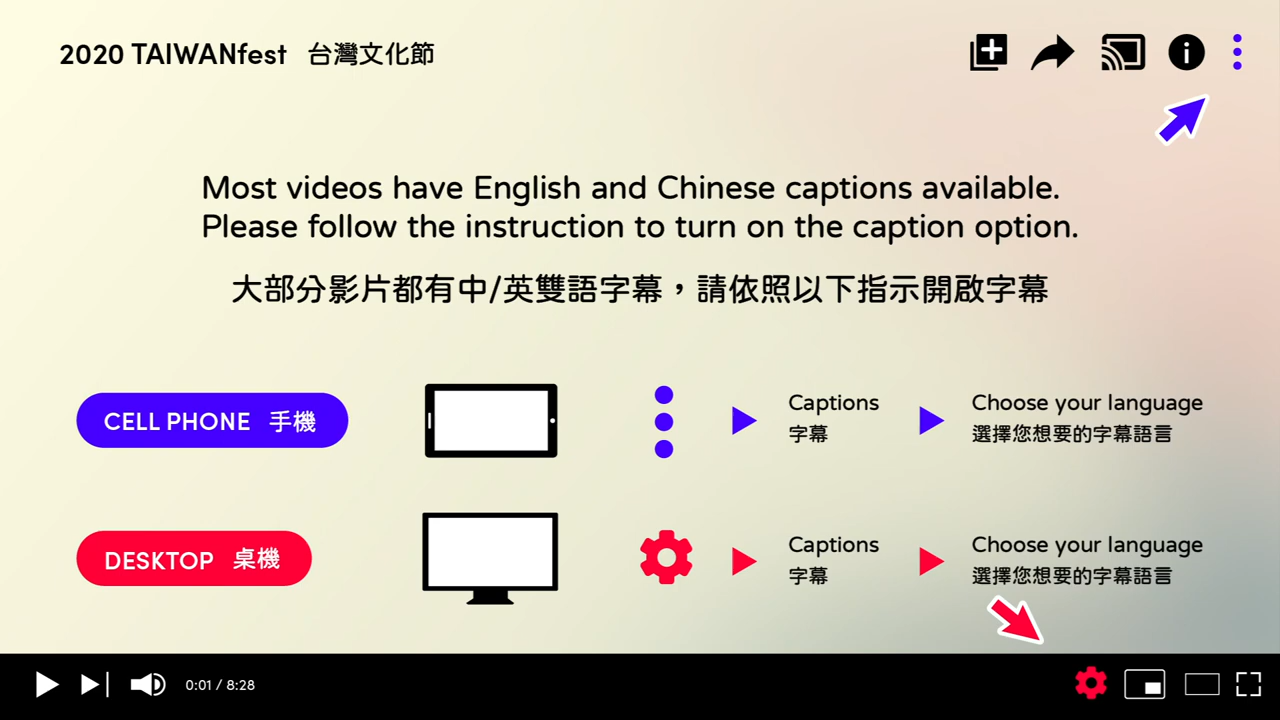 2020 TAIWANfest 台灣文化節
Most videos have English and Chinese captions available.
Please follow the instruction to turn on the caption option.
大部分影片都有中/英雙語字幕，請依照以下指示開啟字幕
CELL PHONE 手機
Captions
字幕
Choose your language
選擇您想要的字幕語言
DESKTOP 桌機
Captions
字幕
Choose your language
選擇您想要的字幕語言
0:01 / 8:28